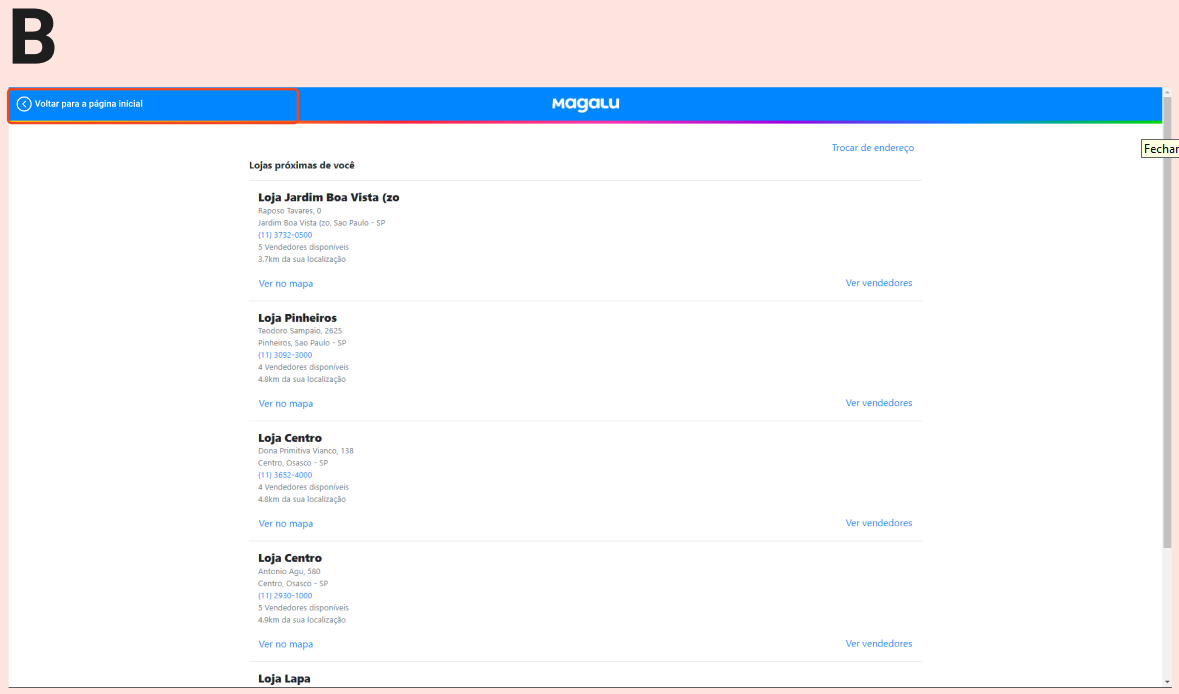 B
Voltar para a página inicial
Magalu
Trocar de endereço
Fechar
Lojas próximas de você
Loja Jardim Boa Vista (zo
Raposo Tavares, 0
Jardim Boa Vista (zo, Sao Paulo - SP
(11) 3732-0500
5 Vendedores disponíveis
3.7km da sua localização
Ver no mapa
Ver vendedores
Loja Pinheiros
Teodoro Sampaio, 2625
Pinheiros, Sao Paulo - SP
(11) 3092-3000
4 Vendedores disponíveis
4.8km da sua localização
Ver no mapa
Ver vendedores
Loja Centro
Dona Primitiva Vianco, 138
Centro, Osasco - SP
(11) 3652-4000
4 Vendedores disponíveis
4.8km da sua localização
Ver no mapa
Ver vendedores
Loja Centro
Antonio Agu, 580
Centro, Osasco - SP
(11) 2930-1000
5 Vendedores disponíveis
4.9km da sua localização
Ver no mapa
Ver vendedores
Loja Lapa